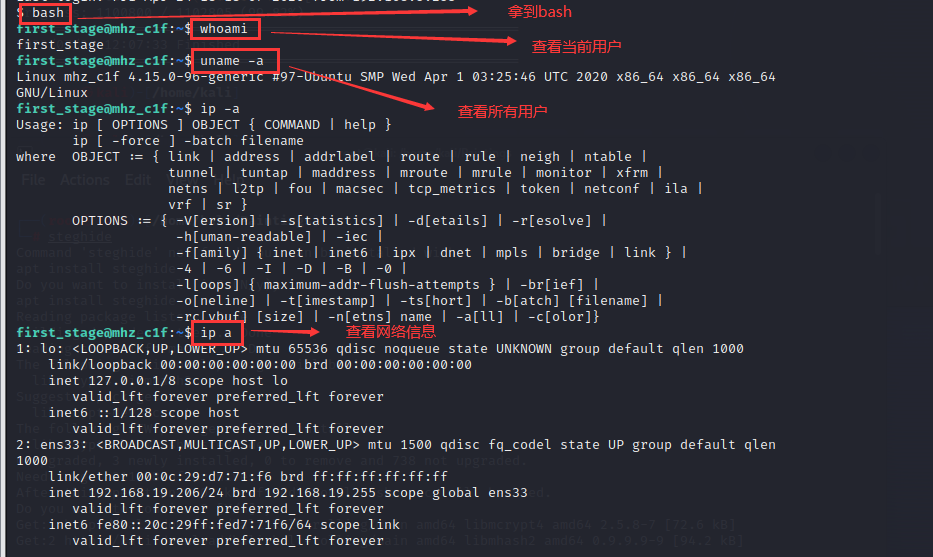 $ bash
拿到bash
first_stage@mhz_c1f:~$ whoami
查看当前用户
first_stage
first_stage@mhz_c1f:~$ uname -a
Linux mhz_c1f 4.15.0-96-generic #97-Ubuntu SMP Wed Apr 1 03:25:46 UTC 2020 x86_64 x86_64 x86_64
GNU/Linux
查看所有用户
first_stage@mhz_c1f:~$ ip -a
Usage: ip [ OPTIONS ] OBJECT { COMMAND | help }
ip [ -force ] -batch filename
where OBJECT := { link | address | addrlabel | route | rule | neigh | ntable |
tunnel | tuntap | maddress | mroute | mrule | monitor | xfrm |
netns | l2tp | fou | macsec | tcp_metrics | token | netconf | ila |
vrf | sr }
OPTIONS := { -V[ersion] | -s[tatistics] | -d[etails] | -r[esolve] |
-h[uman-readable] | -iec |
-f[amily] { inet | inet6 | ipx | dnet | mpls | bridge | link } |
-4 | -6 | -I | -D | -B | -0 |
-l[oops] { maximum-addr-flush-attempts } | -br[ief] |
-o[neline] | -t[imestamp] | -ts[hort] | -b[atch] [filename] |
-rc[vbuf] [size] | -n[etns] name | -a[ll] | -c[olor]}
first_stage@mhz_c1f:~$ ip a
查看网络信息
1: lo: <LOOPBACK,UP,LOWER_UP> mtu 65536 qdisc noqueue state UNKNOWN group default qlen 1000
link/loopback 00:00:00:00:00:00 brd 00:00:00:00:00:00
inet 127.0.0.1/8 scope host lo
valid_lft forever preferred_lft forever
inet6 ::1/128 scope host
valid_lft forever preferred_lft forever
2: ens33: <BROADCAST,MULTICAST,UP,LOWER_UP> mtu 1500 qdisc fq_codel state UP group default qlen
1000
link/ether 00:0c:29:d7:71:f6 brd ff:ff:ff:ff:ff:ff
inet 192.168.19.206/24 brd 192.168.19.255 scope global ens33
valid_lft forever preferred_lft forever
inet6 fe80::20c:29ff:fed7:71f6/64 scope link
valid_lft forever preferred_lft forever